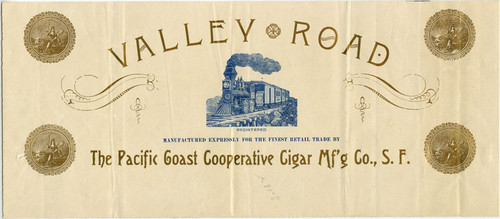 VALLEY ROAD
REGISTERED
MANUFACTURED EXPRESSLY FOR THE FINEST RETAIL TRADE BY
The Pacific Coast Cooperative Cigar Mf'g Co., S. F.